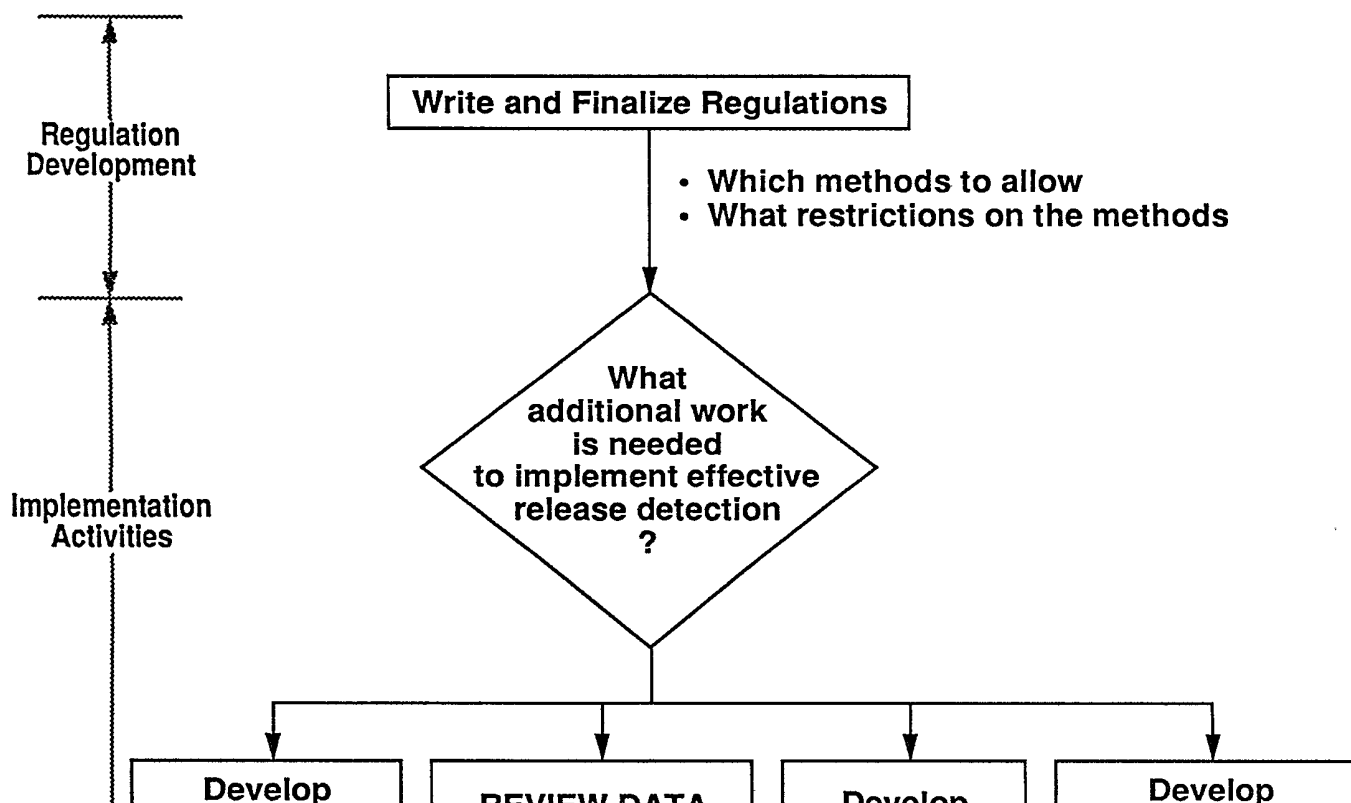 Write and Finalize Regulations
Regulation
Development
• Which methods to allow
• What restrictions on the methods
What
additional work
is needed
to implement effective
release detection
?
Implementation
Activities
Develop
REVIEW DATA
Develop
Develop